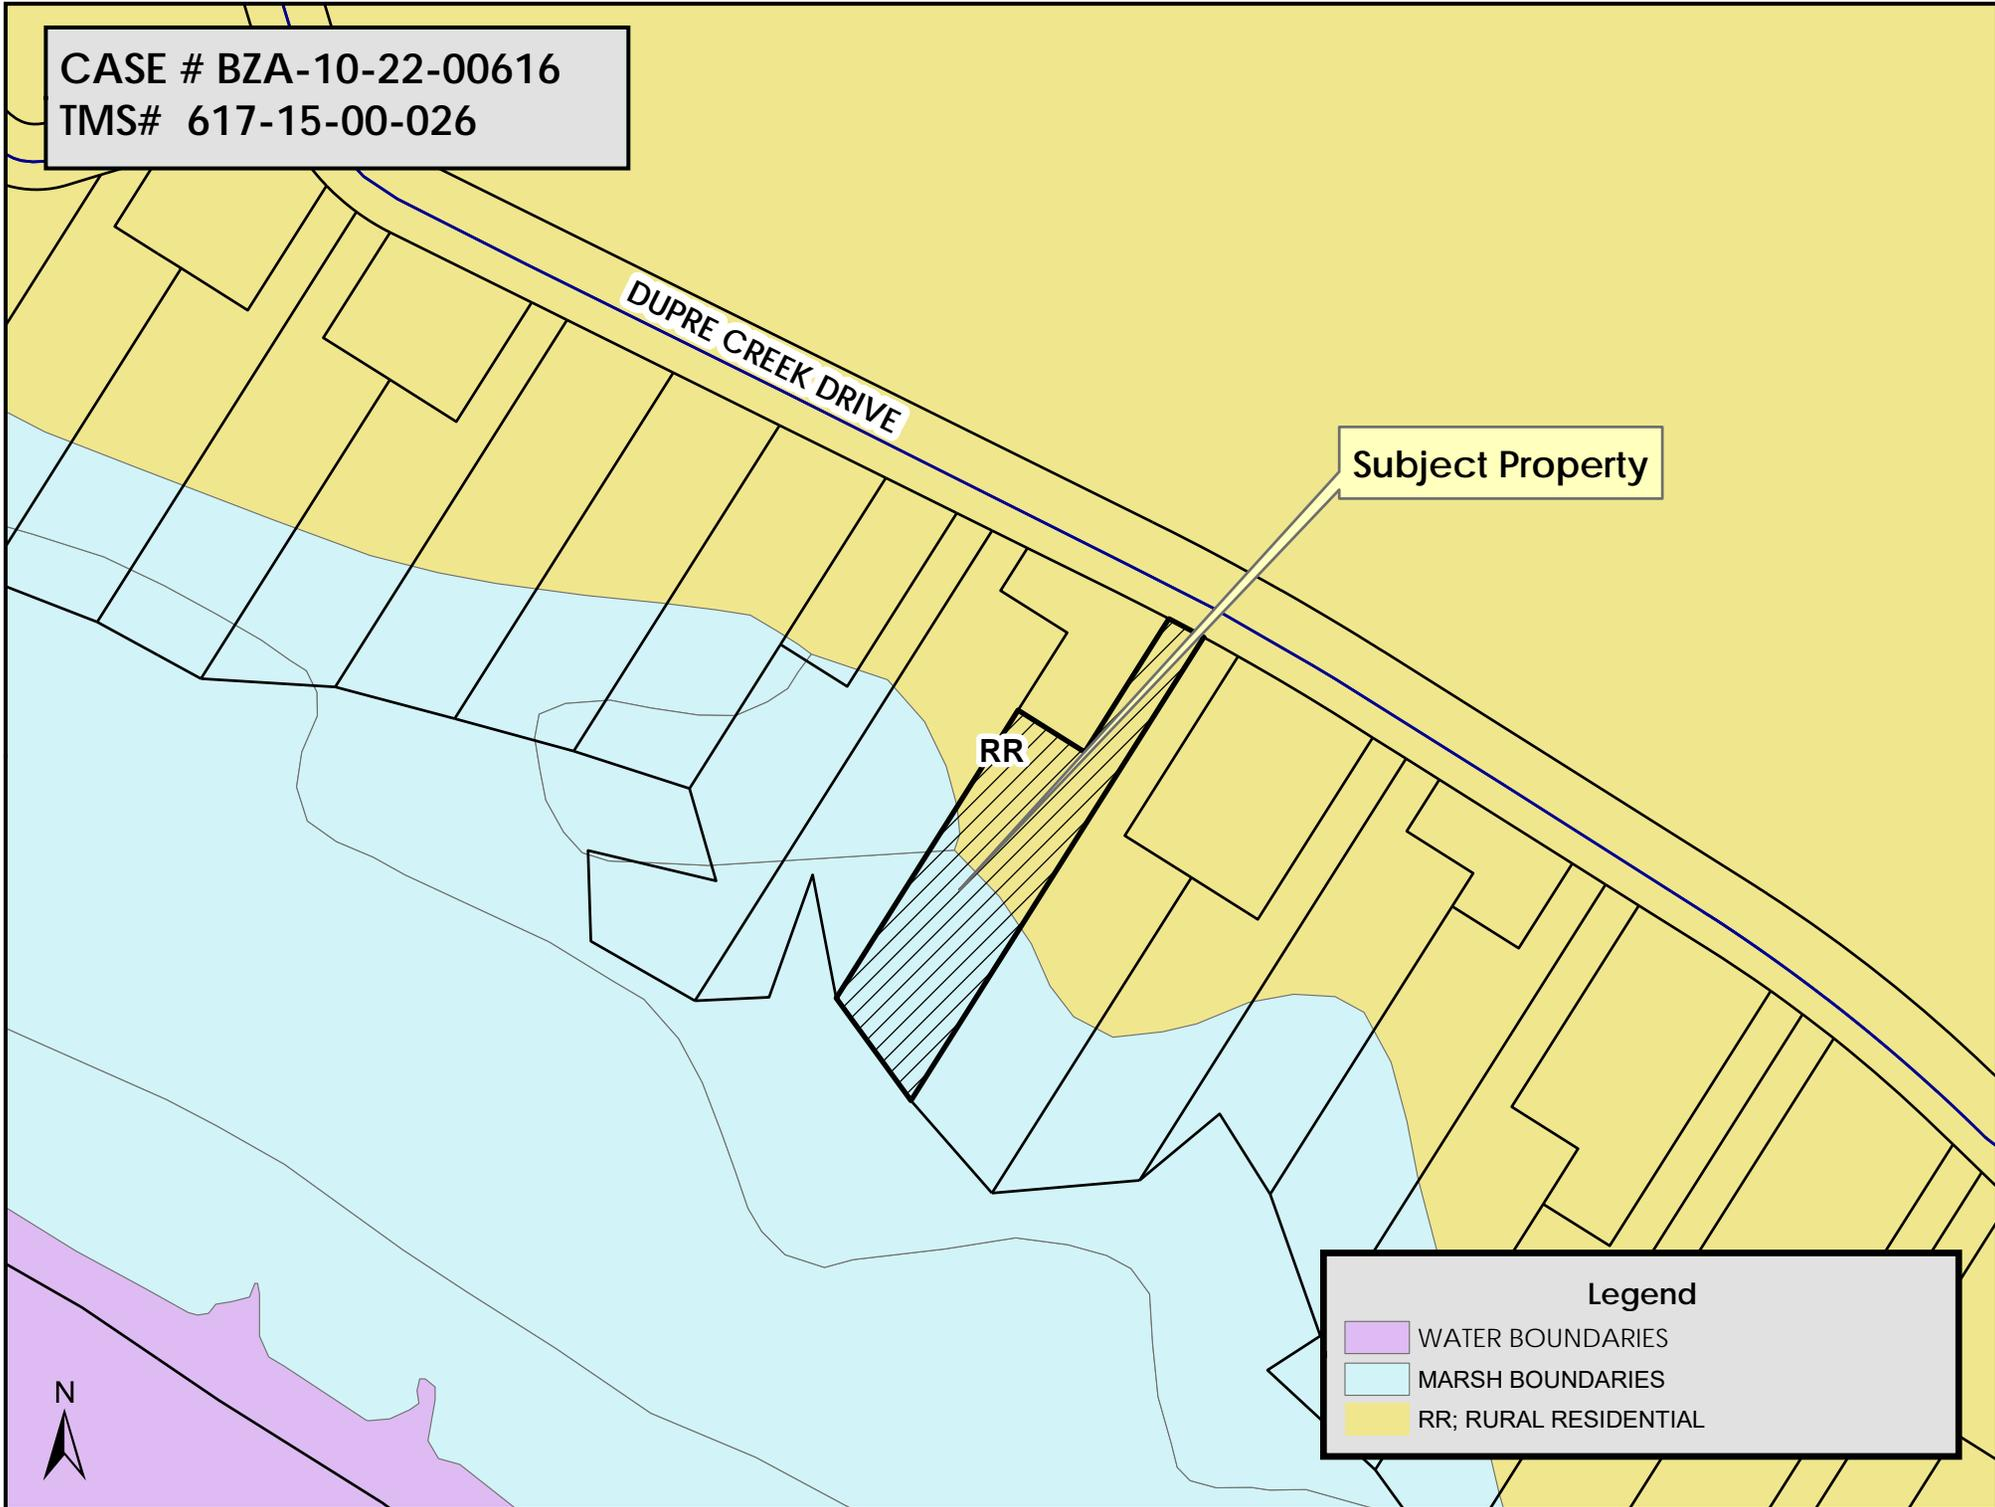 CASE # BZA-10-22-00616
TMS# 617-15-00-026
DUPRE CREEK DRIVE
Subject Property
RR
Legend
WATER BOUNDARIES
MARSH BOUNDARIES
RR; RURAL RESIDENTIAL
N